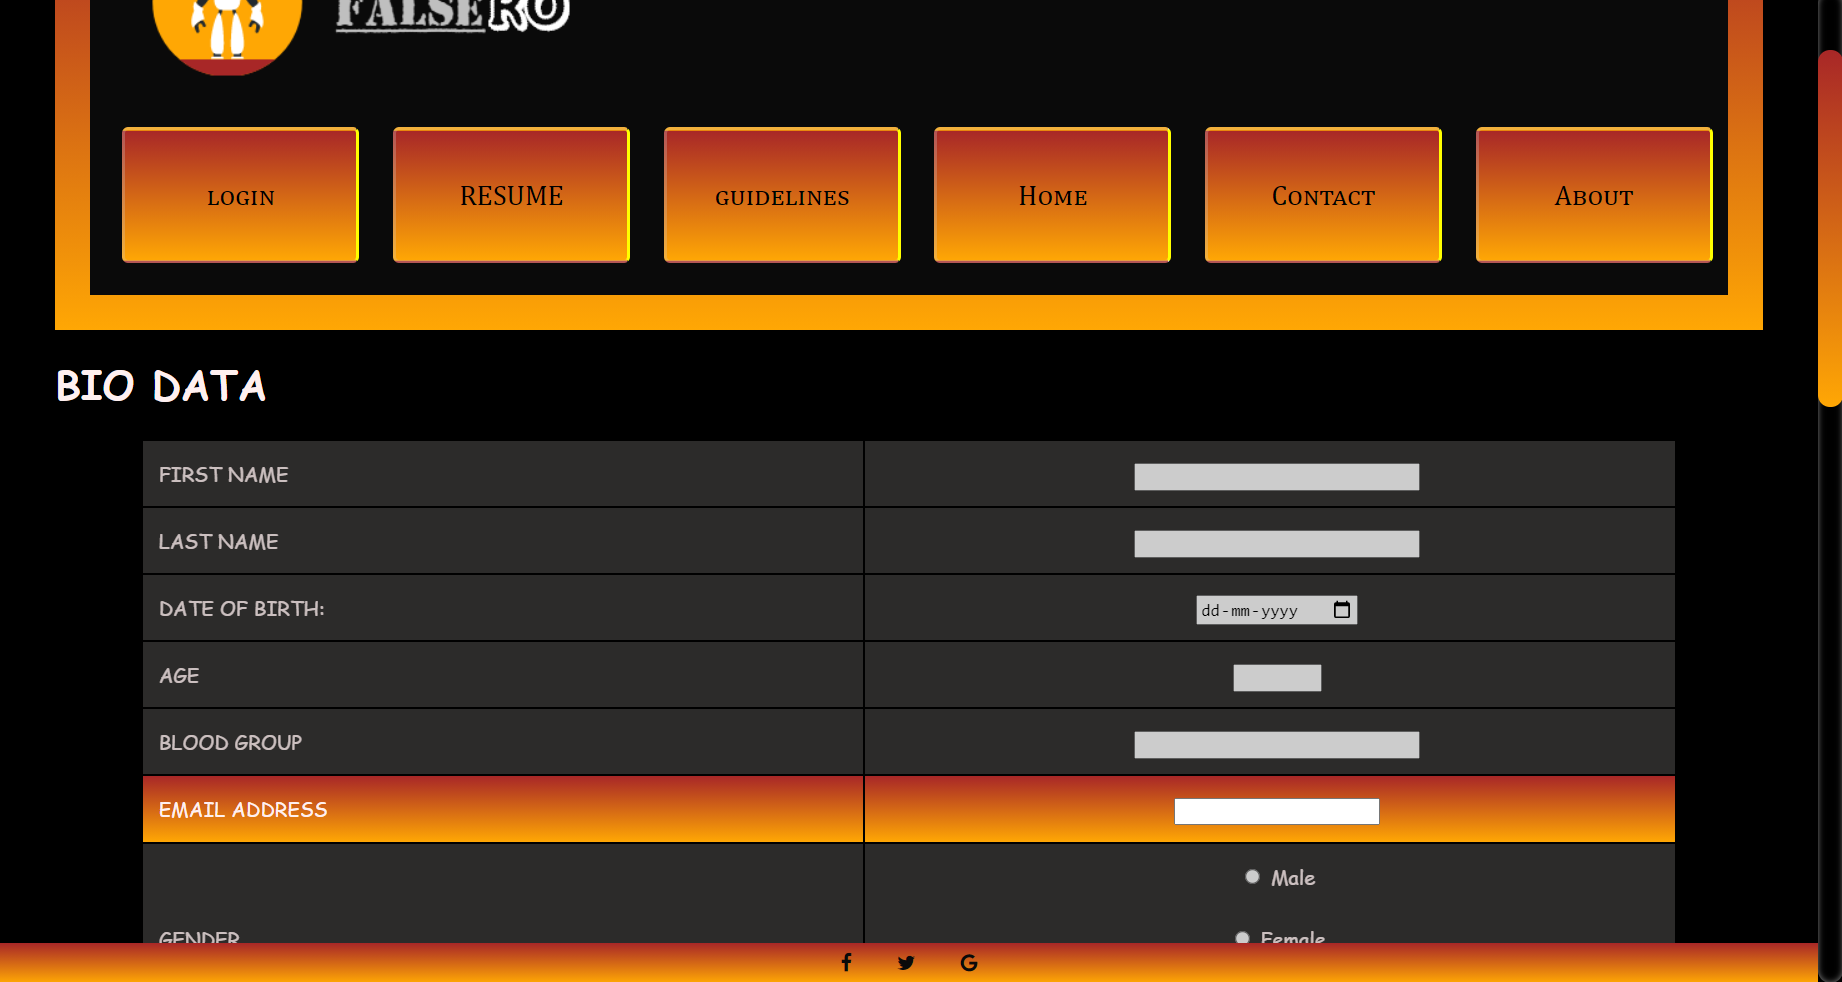 FALSERO
LOGIN
RESUME
GUIDELINES
HOME
CONTACT
ABOUT
BIO DATA
FIRST NAME
LAST NAME
DATE OF BIRTH:
dd-mm-yyyy
AGE
BLOOD GROUP
EMAIL ADDRESS
Male
GENDER
Female